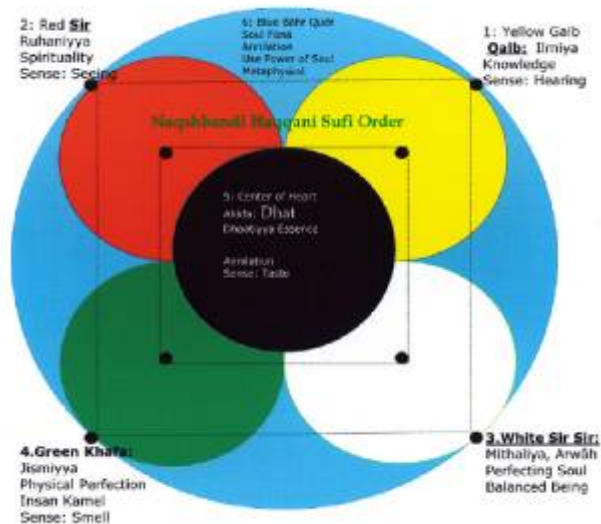 2: Red Sir
Ruhaniyya
Spirituality
Sense: Seeing
6: Blue Bahr Qudr
Soul Fana
Annilation
Use Power of Soul
Metaphysical
1: Yellow Galb
Qalb: Ilmiya
Knowledge
Sense: Hearing
Naqshbandi Haqqani Sufi Order
5: Center of Heart
Akhfa: Dhat
Dhaatiyya Essence
Annilation
Sense: Taste
4.Green Khafa:
Jismiyya
Physical Perfection
Insan Kamel
Sense: Smell
3.White Sir Sir:
Mithaliya, Arwâh
Perfecting Soul
Balanced Being